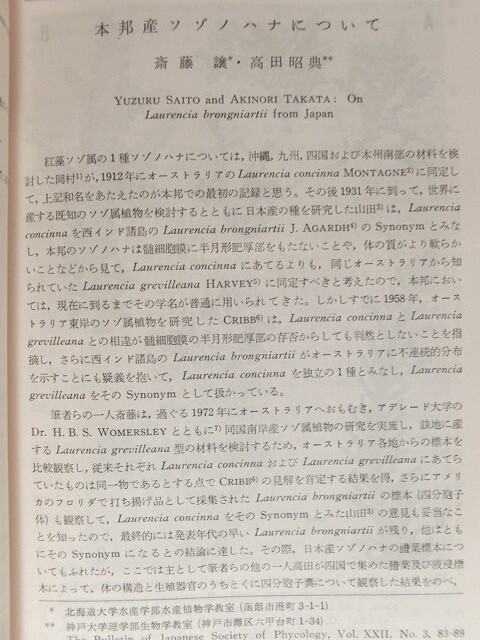 本邦産ソゾノハナについて
斎藤 譲*・高田昭典**
YUZURU SAITO and AKINORI TAKATA: On
Laurencia brongniartii from Japan
紅藻ソゾ属の1種ソゾノハナについては, 沖縄, 九州, 四国および本州南部の材料を検
討した岡村1)が, 1912年にオーストラリアの Laurencia concinna MONTAGNE2) に同定し
て, 上記和名をあたえたのが本邦での最初の記録と思う。その後1931年に到って, 世界に
産する既知のソゾ属植物を検討するとともに日本産の種を研究した山田3)は, Laurencia
concinna を西インド諸島の Laurencia brongniartii J. AGARDH4) の Synonym とみな
し, 本邦のソゾノハナは髄細胞膜に半月形肥厚部をもたないことや, 体の質がより軟らか
いことなどから見て, Laurencia concinna にあてるよりも, 同じオーストラリアから知
られていた Laurencia grevilleana HARVEY5) に同定すべきと考えたので, 本邦におい
ては, 現在に到るまでその学名が普通に用いられてきた。しかしすでに1958年, オース
トラリア東岸のソゾ属植物を研究した CRIBB6) は, Laurencia concinna と Laurencia
grevilleana との相違が髄細胞膜の半月形肥厚部の存否からしても判然としないことを指
摘し, さらに西インド諸島の Laurencia brongniartii がオーストラリアに不連続的分布
を示すことにも疑義を抱いて, Laurencia concinna を独立の1種とみなし, Laurencia
grevilleana をその Synonym として扱かっている。
筆者らの一人斎藤は, 過ぐる1972年にオーストラリアへおもむき, アデレード大学の
Dr. H. B. S. WOMERSLEY とともに7) 同国南岸産ソゾ属植物の研究を実施し, 該地に産
する Laurencia grevilleana 型の材料を検討するため, オーストラリア各地からの標本を
比較観察し, 従来それぞれ Laurencia concinna および Laurencia grevilleana にあてら
れていたものは同一物であるとする点で CRIBB6) の見解を肯定する結果を得, さらにアメリ
カのフロリダで打ち揚げ品として採集された Laurencia brongniartii の標本 (四分胞子
体) も観察して, Laurencia concinna をその Synonym とみた山田3) の意見も妥当なこ
とを知ったので, 最終的には発表年代の早い Laurencia brongniartii が残り, 他はとも
にその Synonym になるとの結論に達した。その際, 日本産ソゾノハナの腊葉標本につ
いてもふれたが, ここでは主として筆者らの他の一人高田が四国で集めた腊葉及び液浸標
本によって, 体の構造と生殖器官のうちとくに四分胞子嚢について観察した結果をのべ,
* 北海道大学水産学部水産植物学教室 (函館市港町 3-1-1)
** 神戸大学理学部生物学教室 (神戸市灘区六甲台町 1-34)
The Bulletin of Japanese Society of Phycology, Vol. XXII, No. 3, 83-89